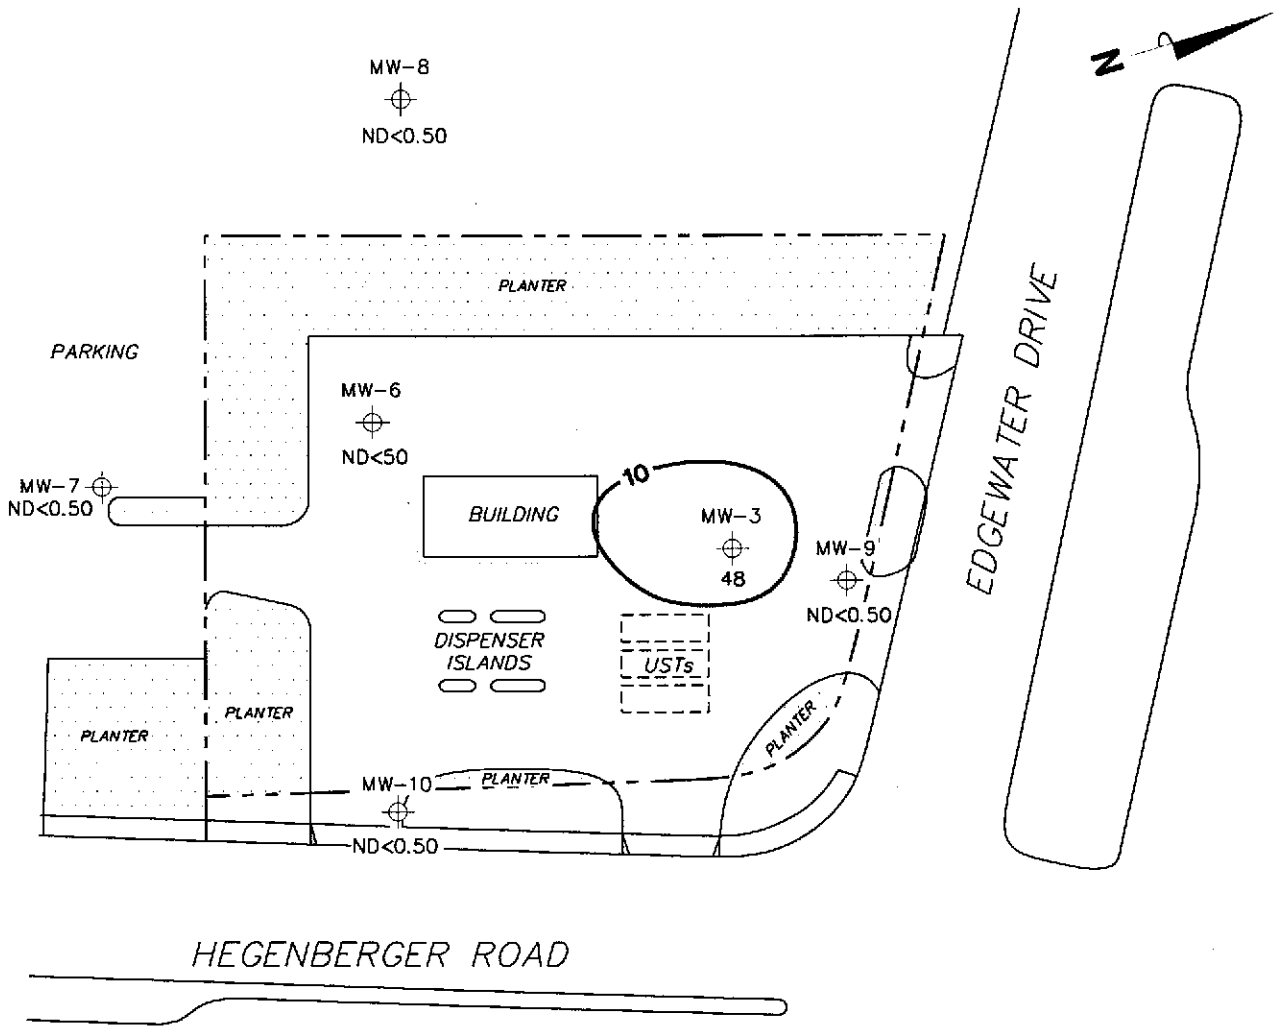 N
MW-8
ND<0.50
PLANTER
PARKING
EDGEWATER DRIVE
MW-6
ND<50
10
MW-7
ND<0.50
BUILDING
MW-3
48
MW-9
ND<0.50
DISPENSER
ISLANDS
USTs
PLANTER
PLANTER
PLANTER
MW-10
PLANTER
ND<0.50
HEGENBERGER ROAD